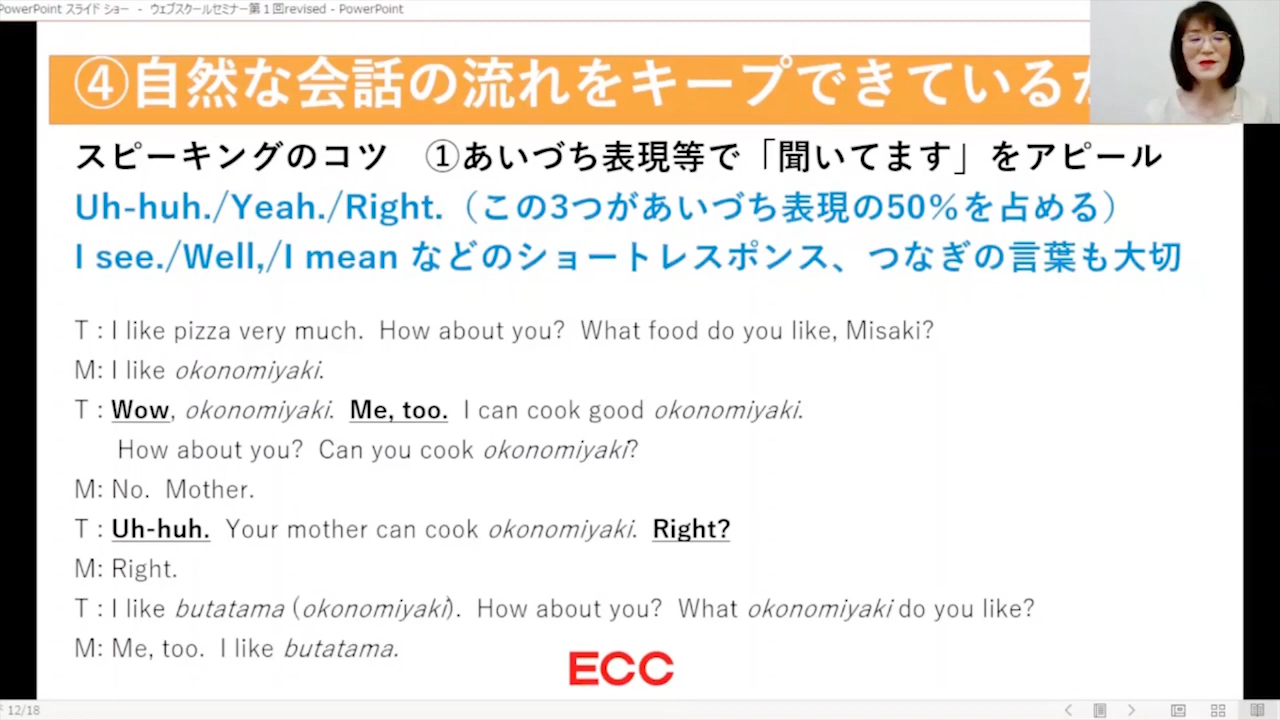 PowerPoint スライド ショー - ウェブスクールセミナー第１回revised - PowerPoint
④自然な会話の流れをキープできているか
スピーキングのコツ　①あいづち表現等で「聞いてます」をアピール
Uh-huh./Yeah./Right.（この3つがあいづち表現の50％を占める）
I see./Well,/I mean などのショートレスポンス、つなぎの言葉も大切
T : I like pizza very much. How about you? What food do you like, Misaki?
M: I like okonomiyaki.
T : Wow, okonomiyaki. Me, too. I can cook good okonomiyaki.
How about you? Can you cook okonomiyaki?
M: No. Mother.
T : Uh-huh. Your mother can cook okonomiyaki. Right?
M: Right.
T : I like butatama (okonomiyaki). How about you? What okonomiyaki do you like?
M: Me, too. I like butatama.
ECC
12/18